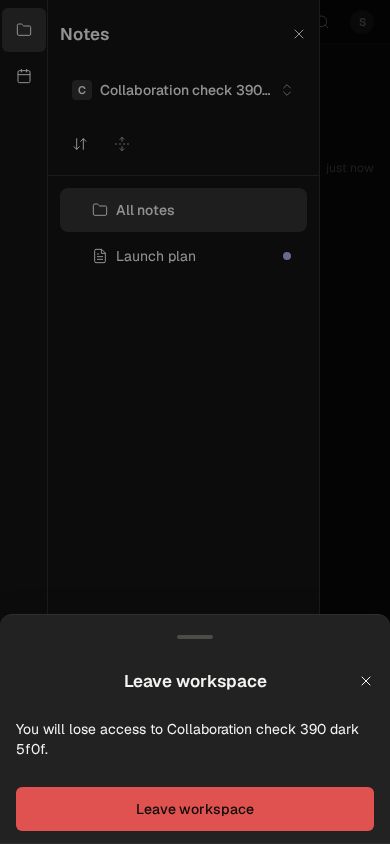 Notes
S
C Collaboration check 390...
just now
All notes
Launch plan
Leave workspace
You will lose access to Collaboration check 390 dark
5f0f.
Leave workspace